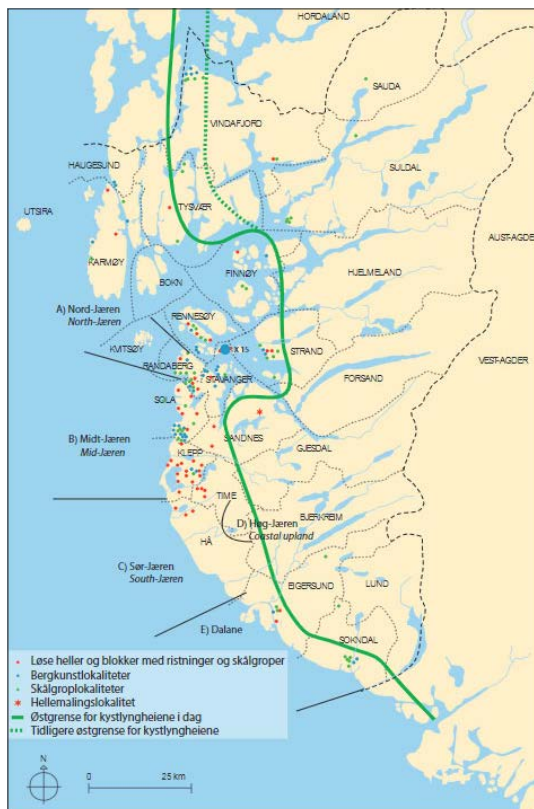 HORDALAND
SAUDA
VINDAFJORD
HAUGESUND
SULDAL
UTSIRA
TYSVÆR
KARMØY
AUST-AGDER
FINNØY
HJELMELAND
BOKN
A) Nord-Jæren
North-Jæren
RENNESØY
KVITSØY
X 15
STRAND
VEST-AGDER
RANDABERG
STAVANGER
FORSAND
SOLA
B) Midt-Jæren
Mid-Jæren
SANDNES
KLEPP
GJESDAL
TIME
D) Høg-Jæren
Coastal upland
BJERKREIM
HÅ
C) Sør-Jæren
South-Jæren
EIGERSUND
LUND
E) Dalane
SOKNDAL
Løse heller og blokker med ristninger og skålgroper
Bergkunstlokaliteter
Skålgroplokaliteter
Hellemalingslokalitet
Østgrense for kystlyngheiene i dag
Tidligere østgrense for kystlyngheiene
N
0 25 km